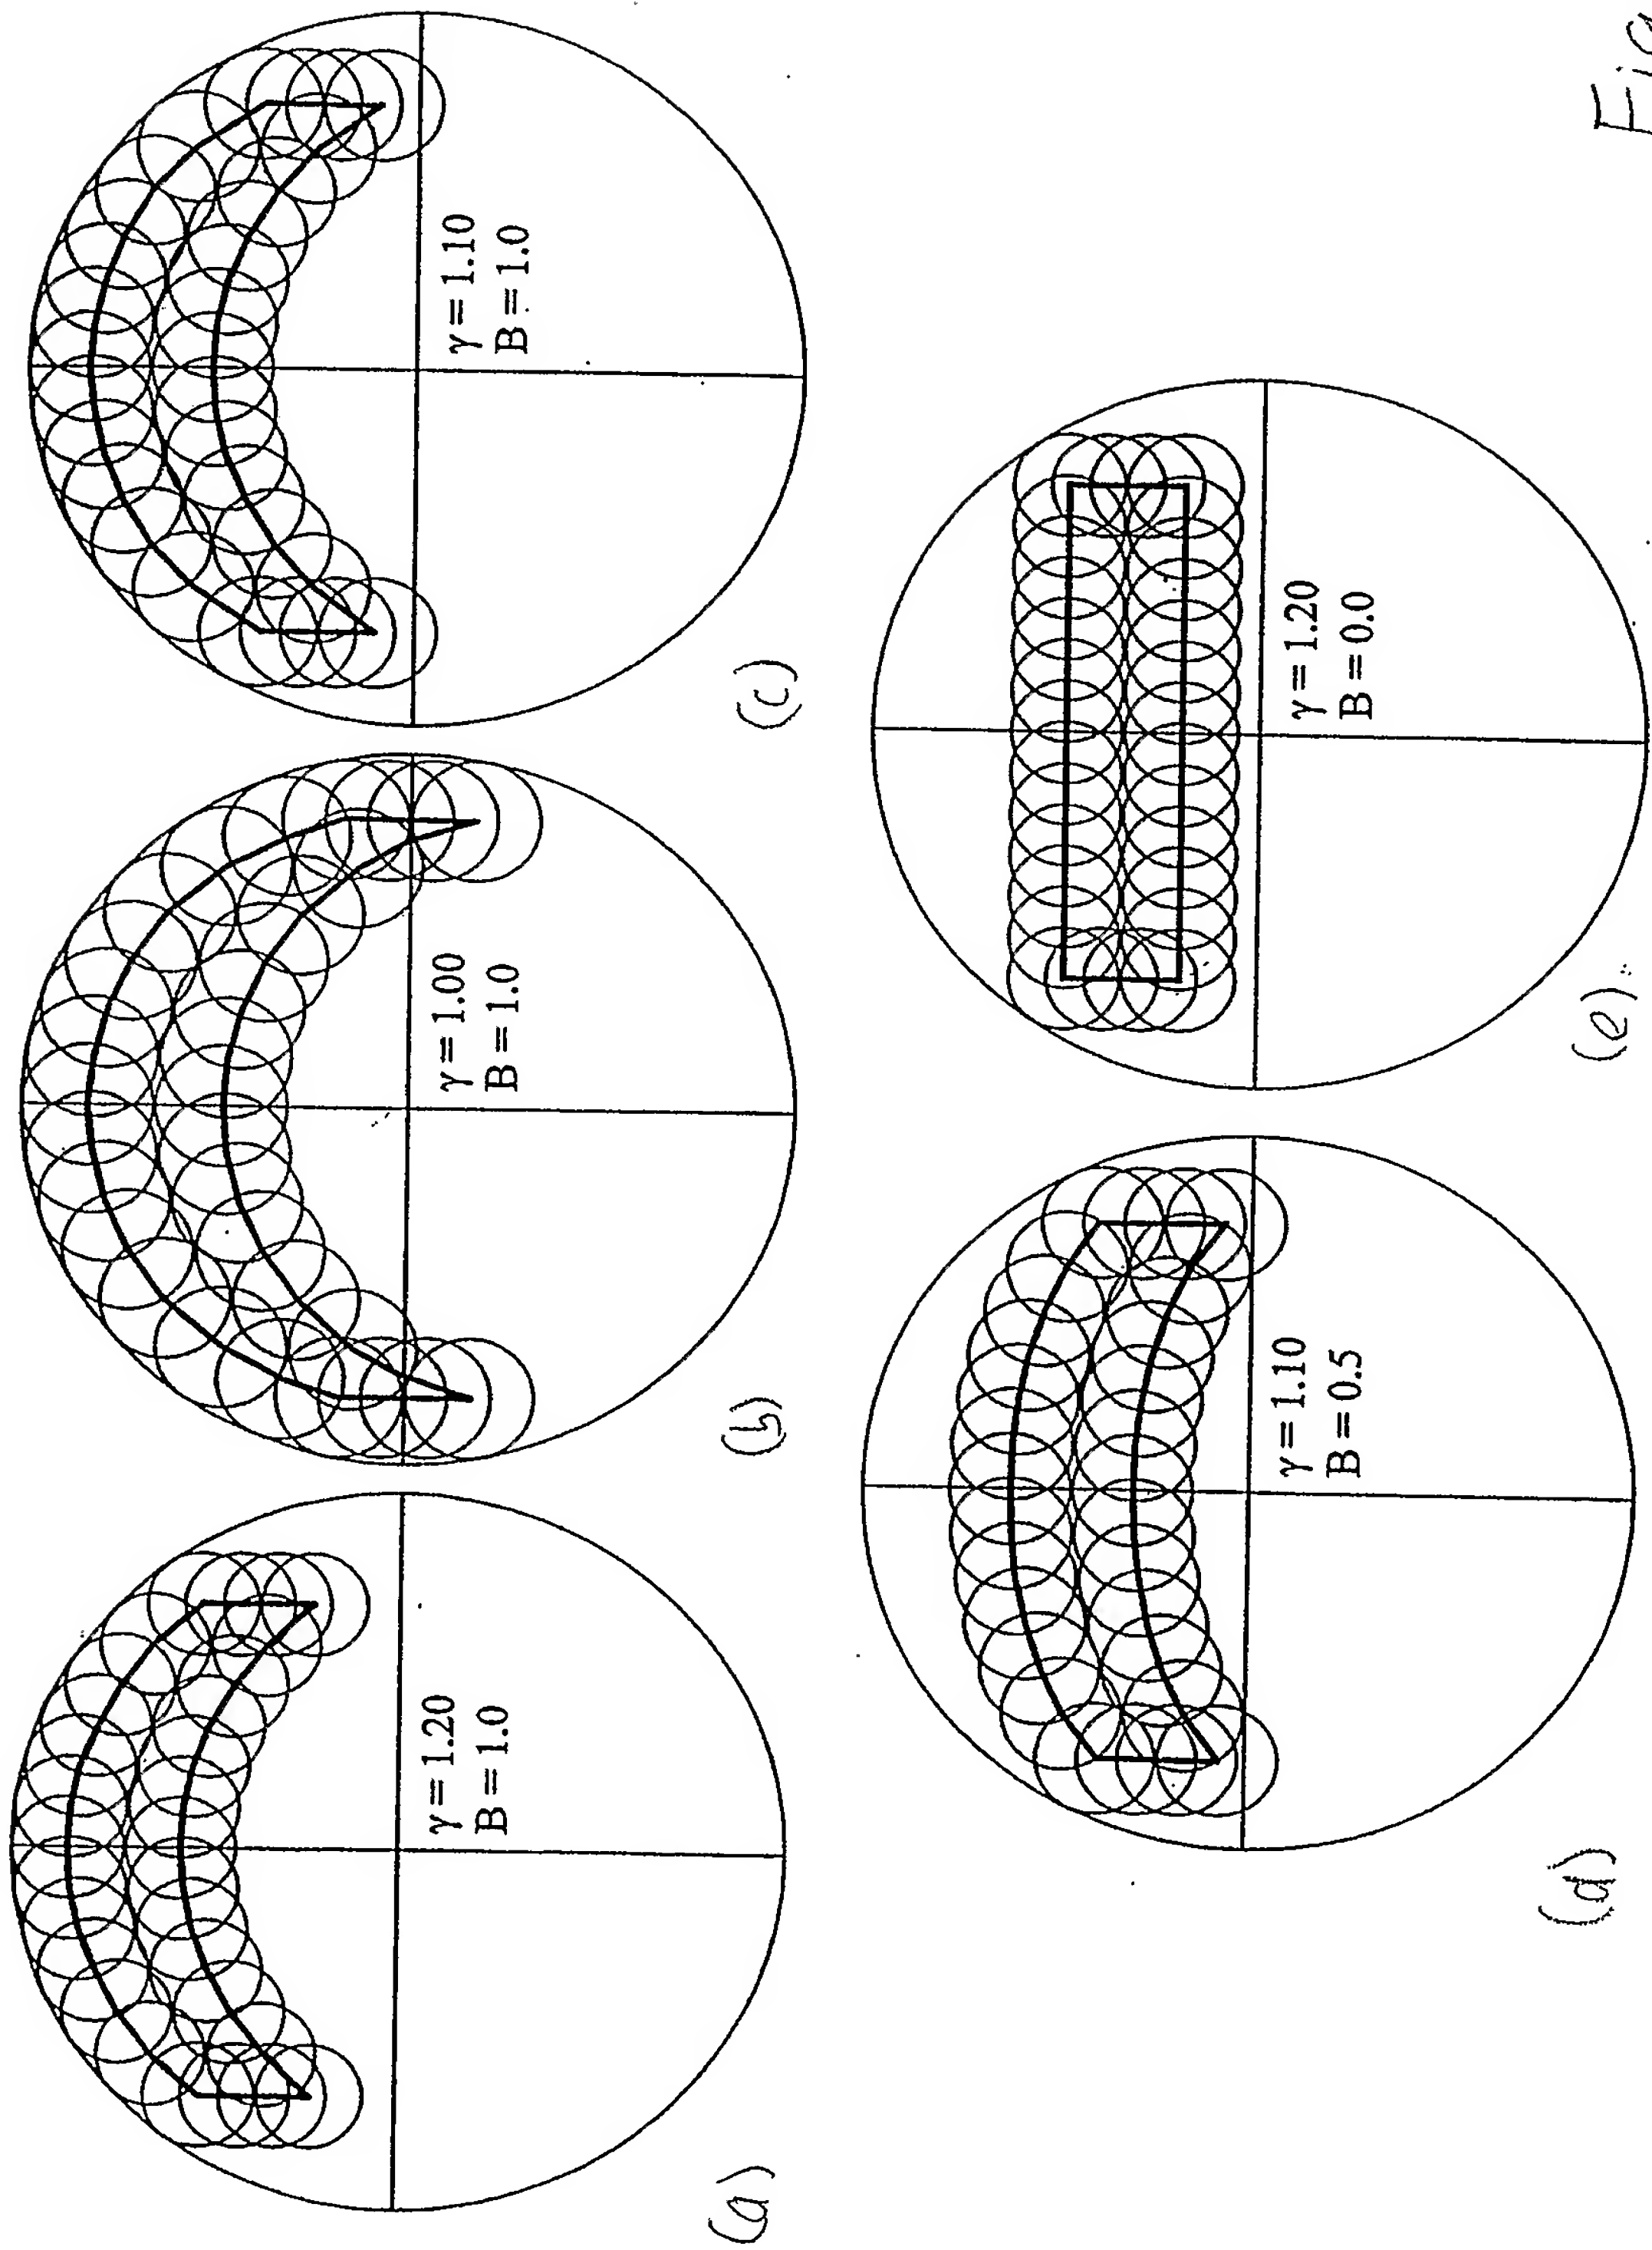 γ = 1.20
B = 1.0
(a)
γ = 1.00
B = 1.0
(b)
γ = 1.10
B = 1.0
(c)
γ = 1.10
B = 0.5
(d)
γ = 1.20
B = 0.0
(e)